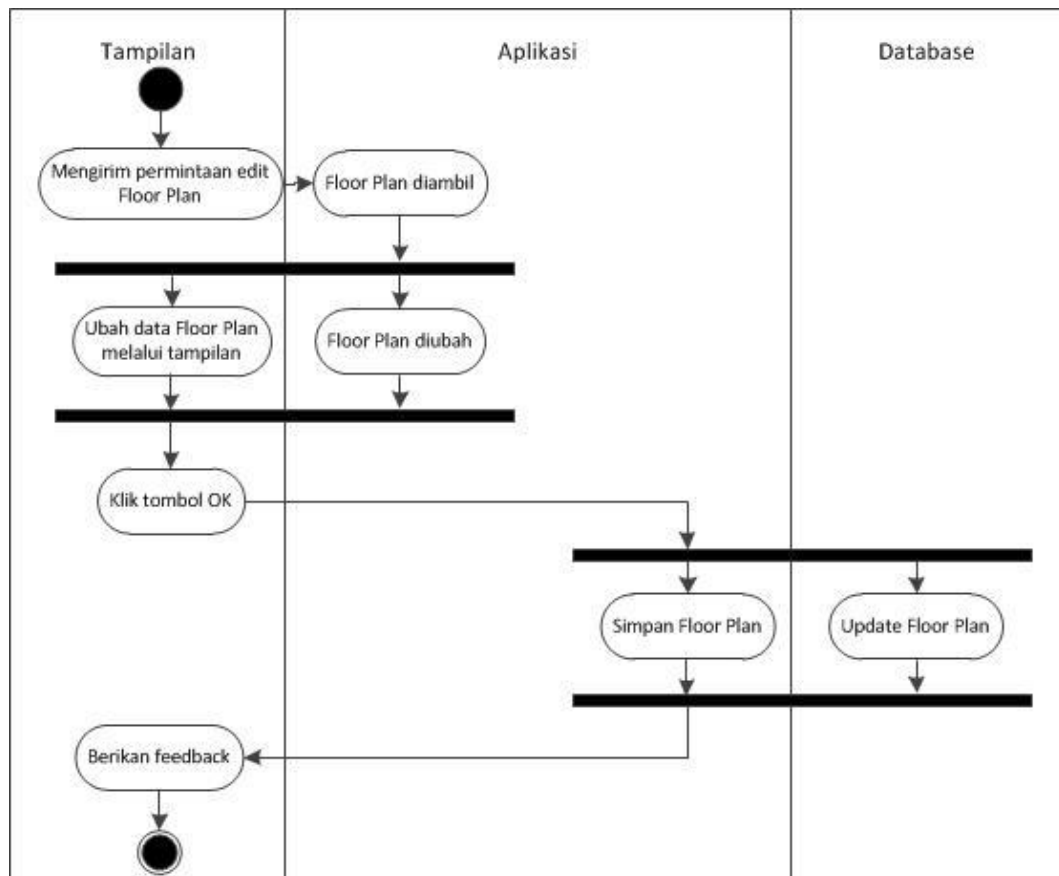 Tampilan
Aplikasi
Database
Mengirim permintaan edit
Floor Plan
Floor Plan diambil
Ubah data Floor Plan
melalui tampilan
Floor Plan diubah
Klik tombol OK
Simpan Floor Plan
Update Floor Plan
Berikan feedback